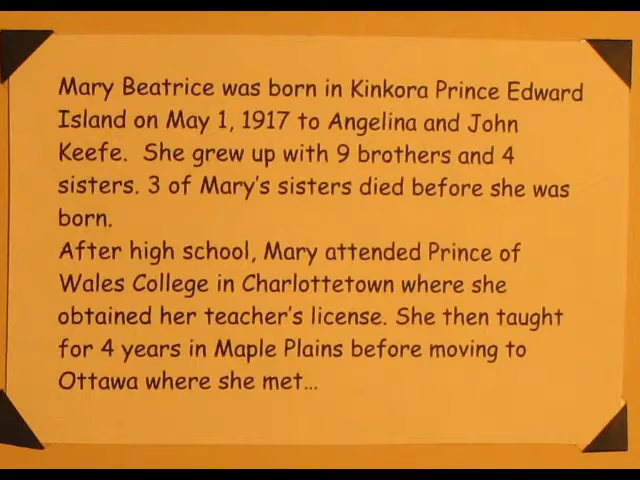 Mary Beatrice was born in Kinkora Prince Edward
Island on May 1, 1917 to Angelina and John
Keefe.  She grew up with 9 brothers and 4
sisters. 3 of Mary's sisters died before she was
born.
After high school, Mary attended Prince of
Wales College in Charlottetown where she
obtained her teacher's license. She then taught
for 4 years in Maple Plains before moving to
Ottawa where she met…